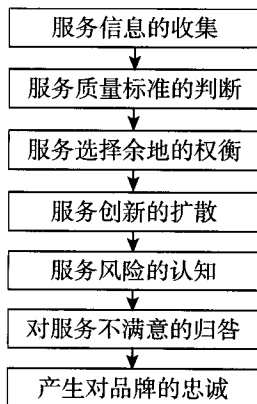 服务信息的收集
服务质量标准的判断
服务选择余地的权衡
服务创新的扩散
服务风险的认知
对服务不满意的归咎
产生对品牌的忠诚